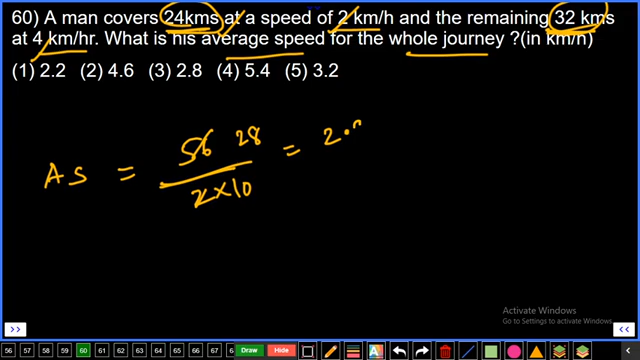 60) A man covers 24kms at a speed of 2 km/h and the remaining 32 kms
at 4 km/hr. What is his average speed for the whole journey ?(in km/h)
(1) 2.2 (2) 4.6 (3) 2.8 (4) 5.4 (5) 3.2
56 28
AS = = 2.
2×10
Activate Windows
Go to Settings to activate Windows.
<< >>
56 57 58 59 60 61 62 63 64 65 66 67 6 Draw Hide A